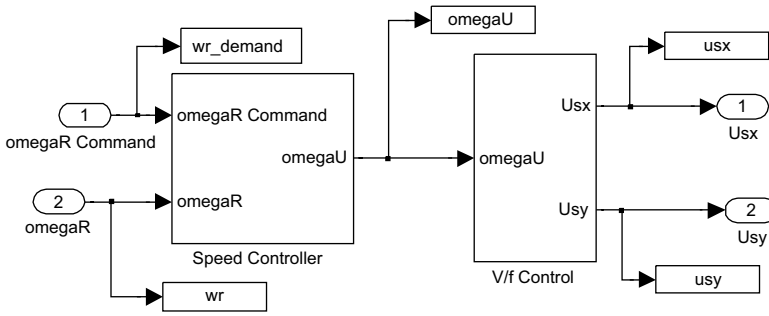 omegaU
wr_demand
usx
1
omegaR Command
omegaR Command
omegaU
omegaU
Usx
1
Usx
2
omegaR
omegaR
Usy
2
Usy
Speed Controller
V/f Control
wr
usy